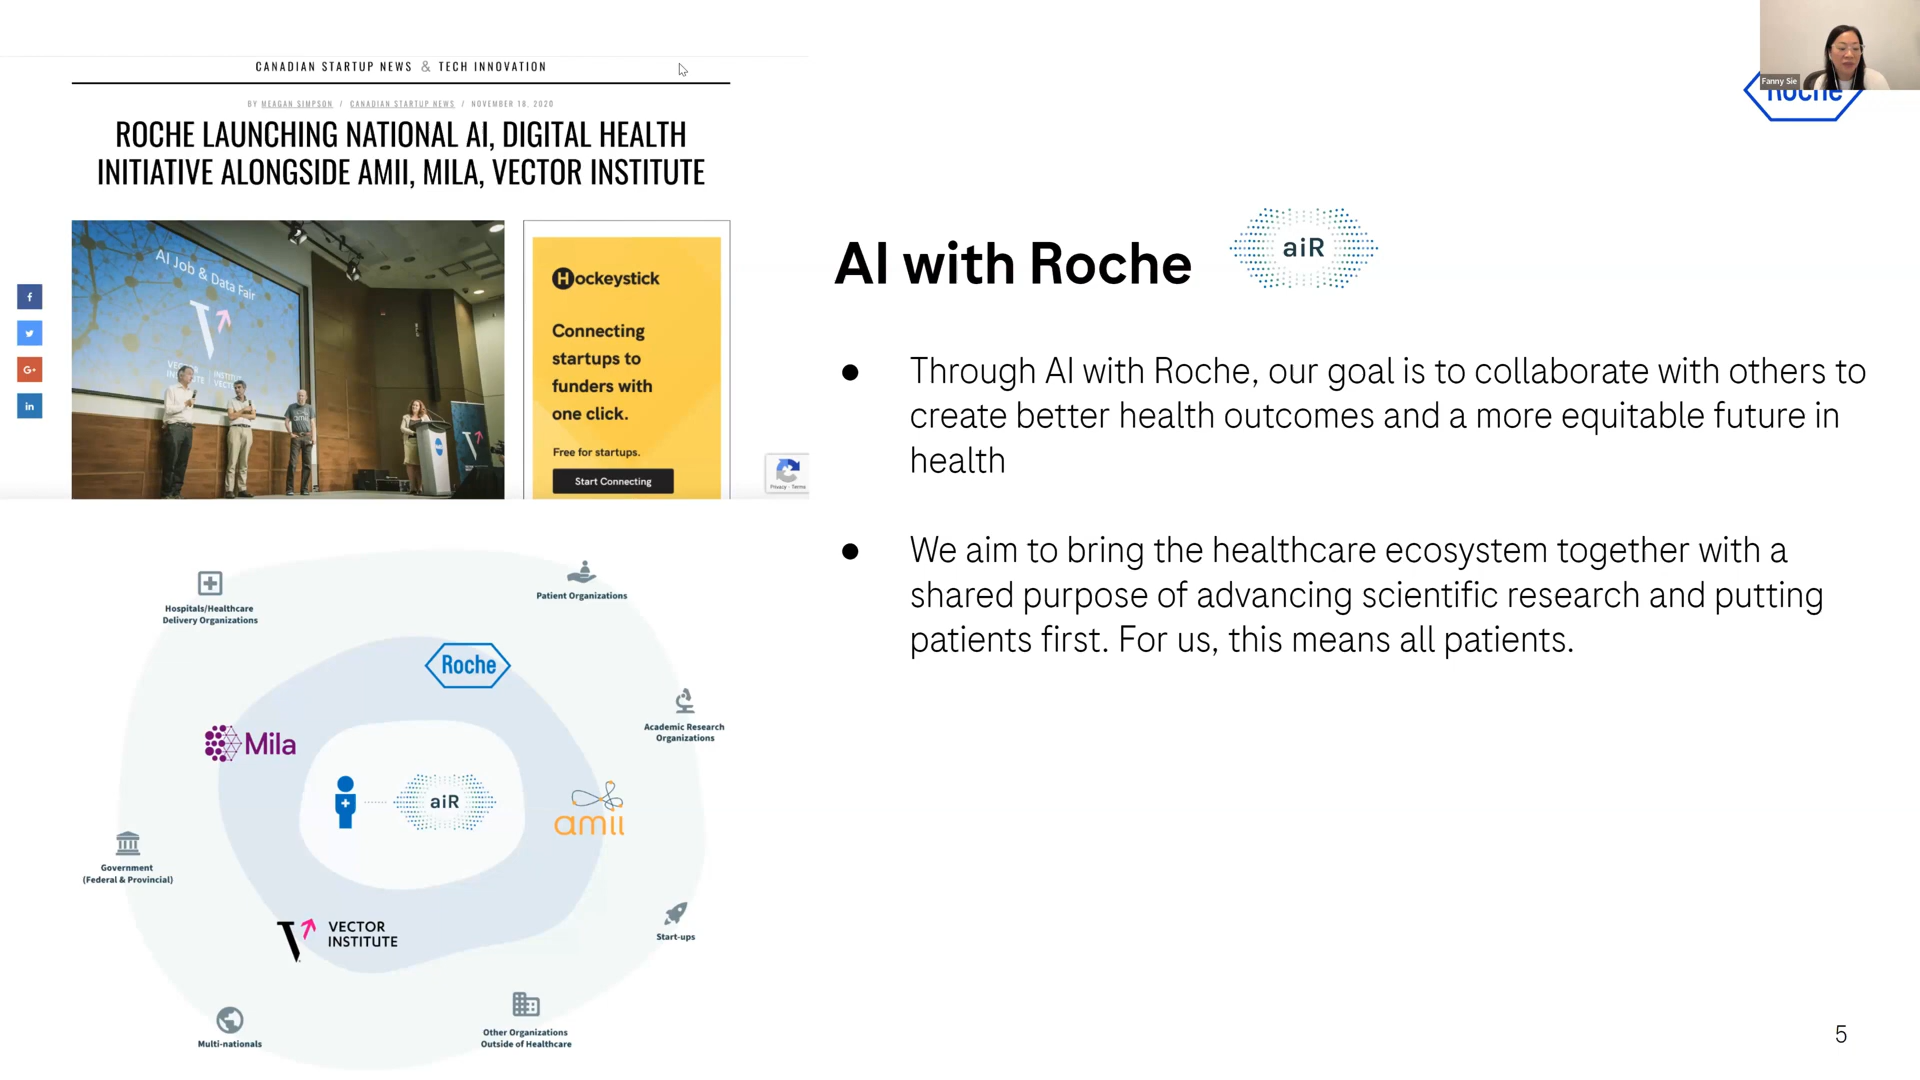 CANADIAN STARTUP NEWS & TECH INNOVATION
BY MEAGAN SIMPSON / CANADIAN STARTUP NEWS / NOVEMBER 18, 2020
ROCHE LAUNCHING NATIONAL AI, DIGITAL HEALTH
INITIATIVE ALONGSIDE AMII, MILA, VECTOR INSTITUTE
AI Job & Data Fair
f
G+
in
Hockeystick
Connecting
startups to
funders with
one click.
Free for startups.
Start Connecting
Privacy - Terms
Fanny Sie
Roche
AI with Roche
aiR
● Through AI with Roche, our goal is to collaborate with others to
create better health outcomes and a more equitable future in
health
● We aim to bring the healthcare ecosystem together with a
shared purpose of advancing scientific research and putting
patients first. For us, this means all patients.
Hospitals/Healthcare
Delivery Organizations
Patient Organizations
Roche
Academic Research
Organizations
Mila
aiR
amii
Government
(Federal & Provincial)
VECTOR
INSTITUTE
Start-ups
Multi-nationals
Other Organizations
Outside of Healthcare
5